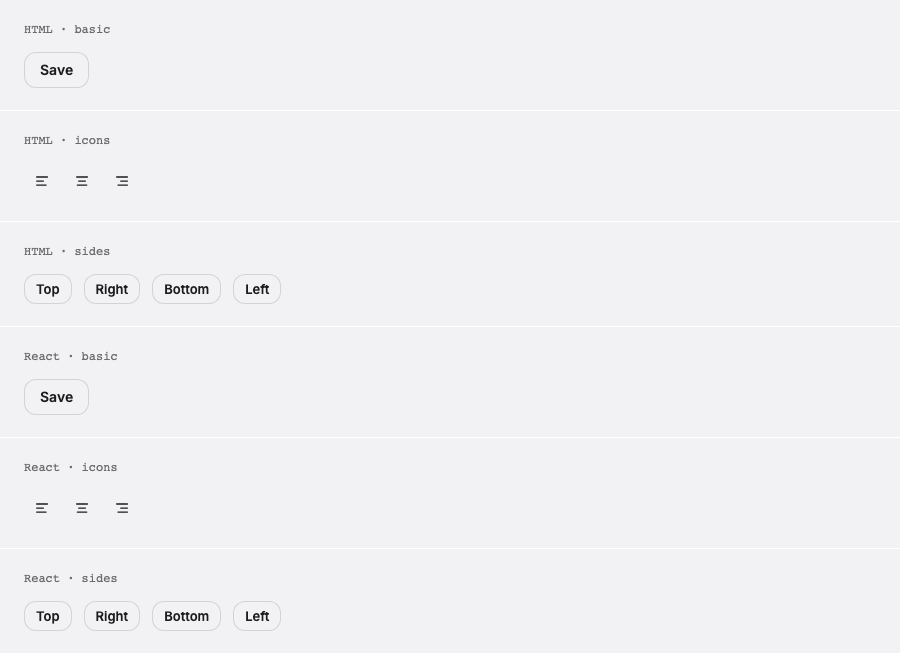 HTML · basic
Save
HTML · icons
HTML · sides
Top Right Bottom Left
React · basic
Save
React · icons
React · sides
Top Right Bottom Left